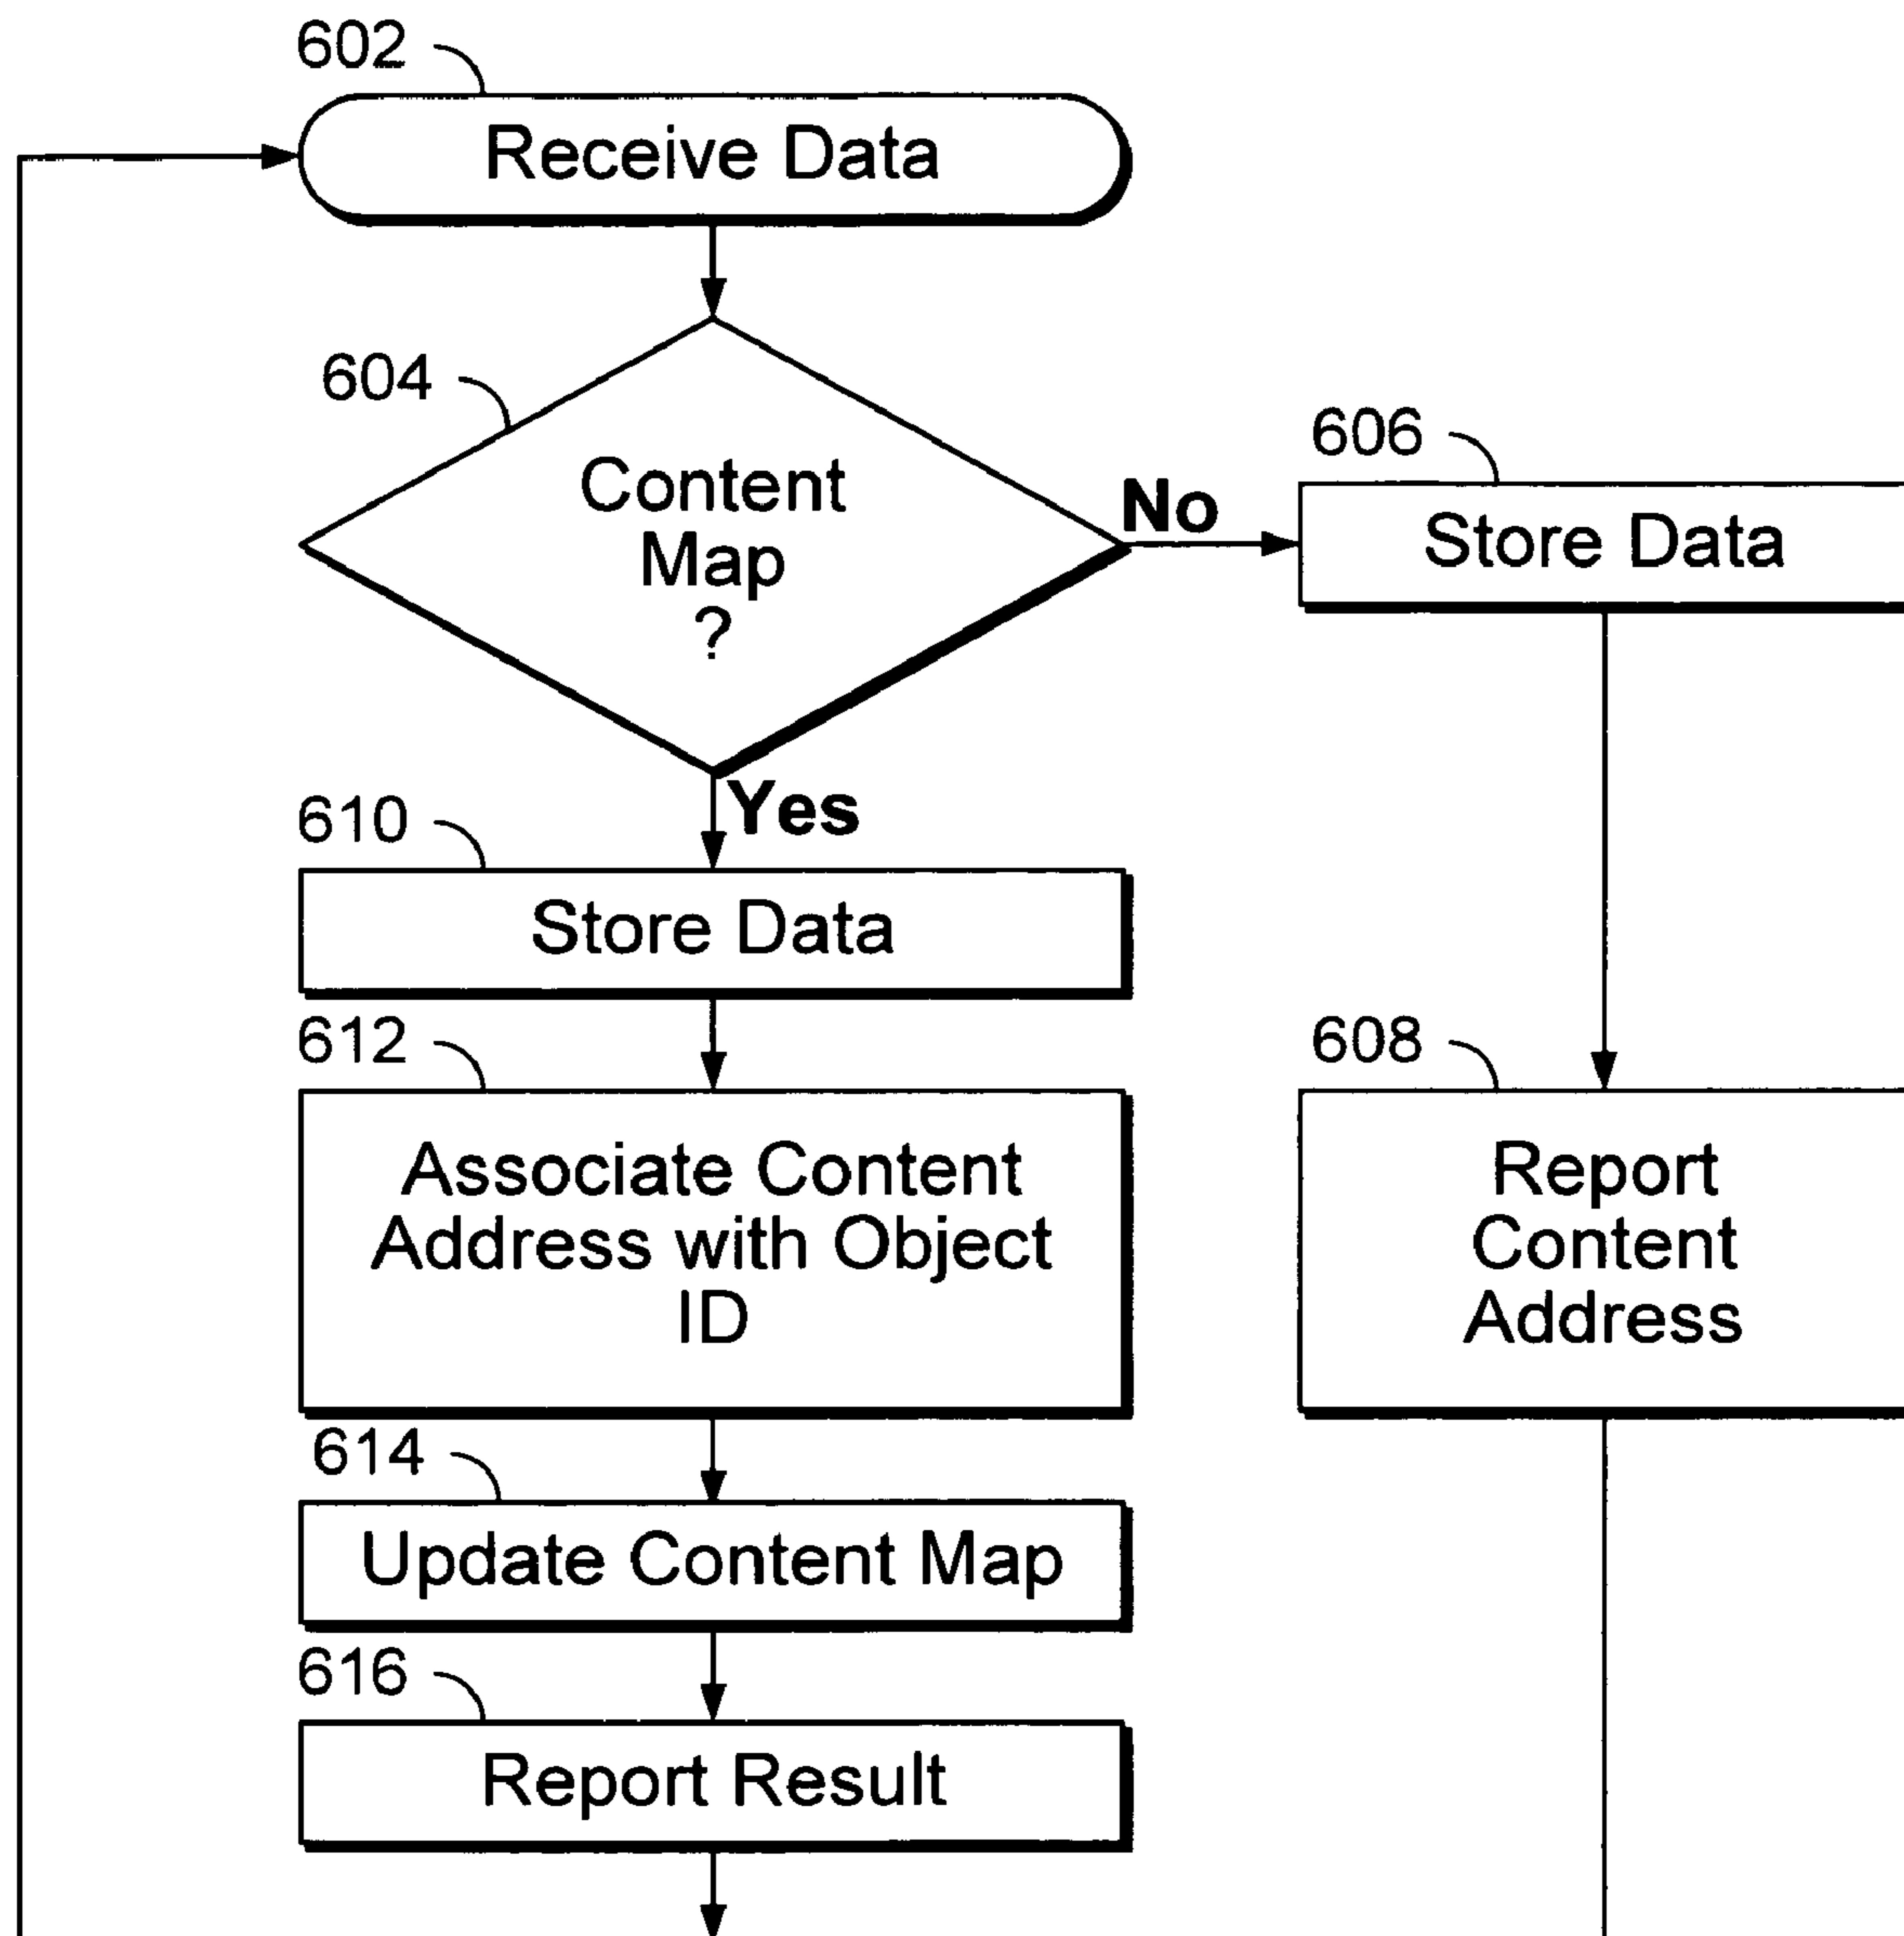 602
Receive Data
604
Content
Map
?
No
606
Store Data
Yes
610
Store Data
612
Associate Content
Address with Object
ID
608
Report
Content
Address
614
Update Content Map
616
Report Result